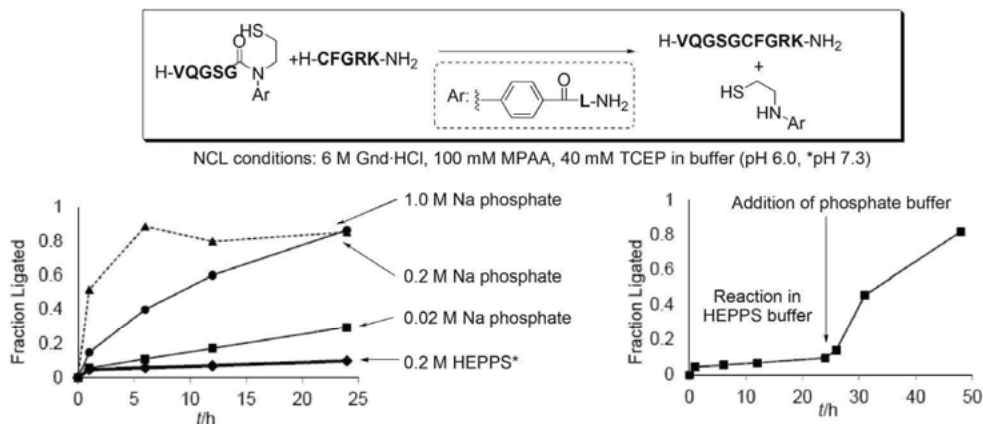 HS
O
H-VQGSG N
Ar
+H-CFGRK-NH2
Ar: O
L-NH2
H-VQGSGCFGRK-NH2
+
HS
HN
Ar
NCL conditions: 6 M Gnd·HCl, 100 mM MPAA, 40 mM TCEP in buffer (pH 6.0, *pH 7.3)
Fraction Ligated
1
0.8
0.6
0.4
0.2
0
0 5 10 15 20 25
t/h
1.0 M Na phosphate
0.2 M Na phosphate
0.02 M Na phosphate
0.2 M HEPPS*
Fraction Ligated
1
0.8
0.6
0.4
0.2
0
0 10 20 30 40 50
t/h
Addition of phosphate buffer
Reaction in
HEPPS buffer